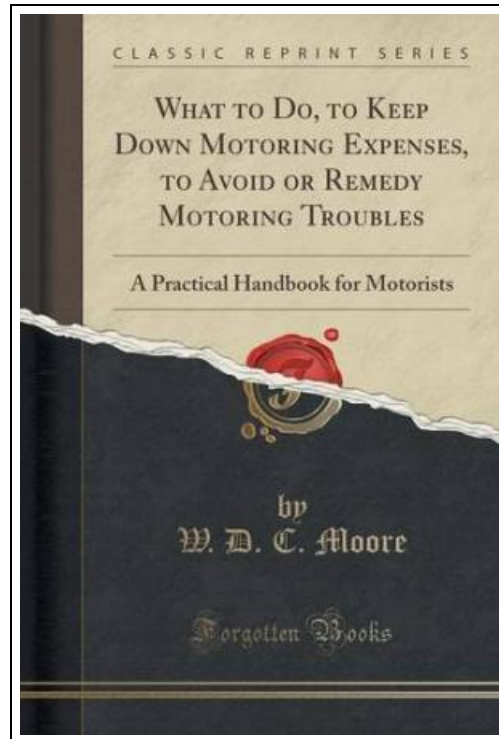 CLASSIC REPRINT SERIES
WHAT TO DO, TO KEEP
DOWN MOTORING EXPENSES,
TO AVOID OR REMEDY
MOTORING TROUBLES
A Practical Handbook for Motorists
by
W. D. C. Moore
Forgotten Books